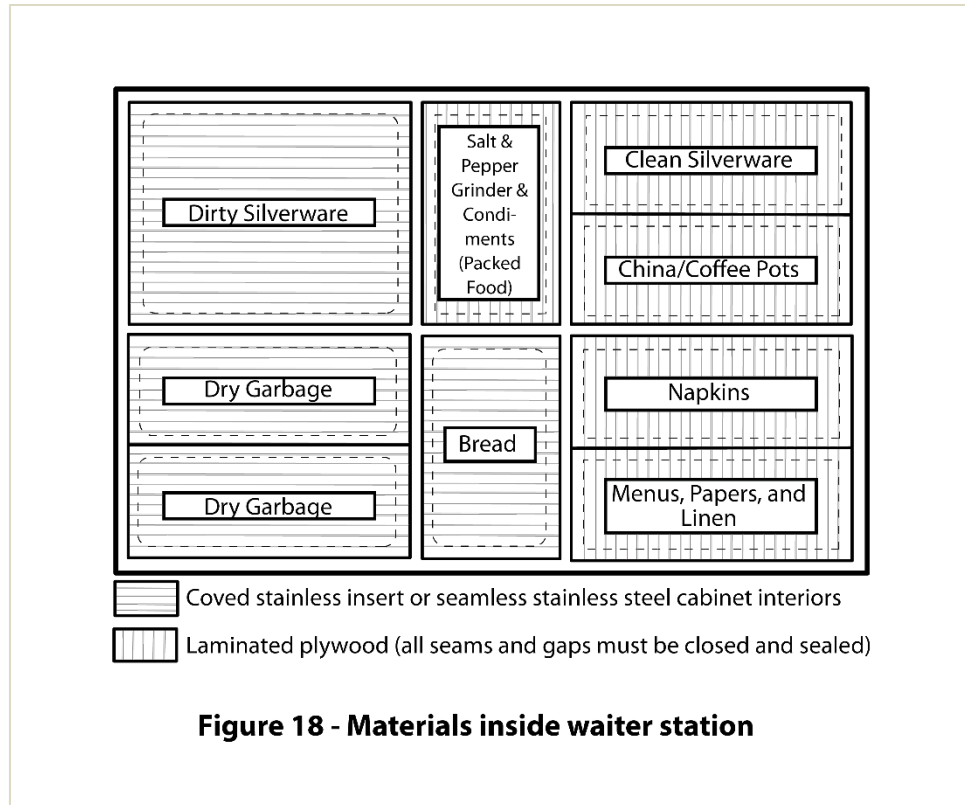 Dirty Silverware
Salt &
Pepper
Grinder &
Condi-
ments
(Packed
Food)
Clean Silverware
China/Coffee Pots
Dry Garbage
Dry Garbage
Bread
Napkins
Menus, Papers, and
Linen
Coved stainless insert or seamless stainless steel cabinet interiors
Laminated plywood (all seams and gaps must be closed and sealed)
Figure 18 - Materials inside waiter station